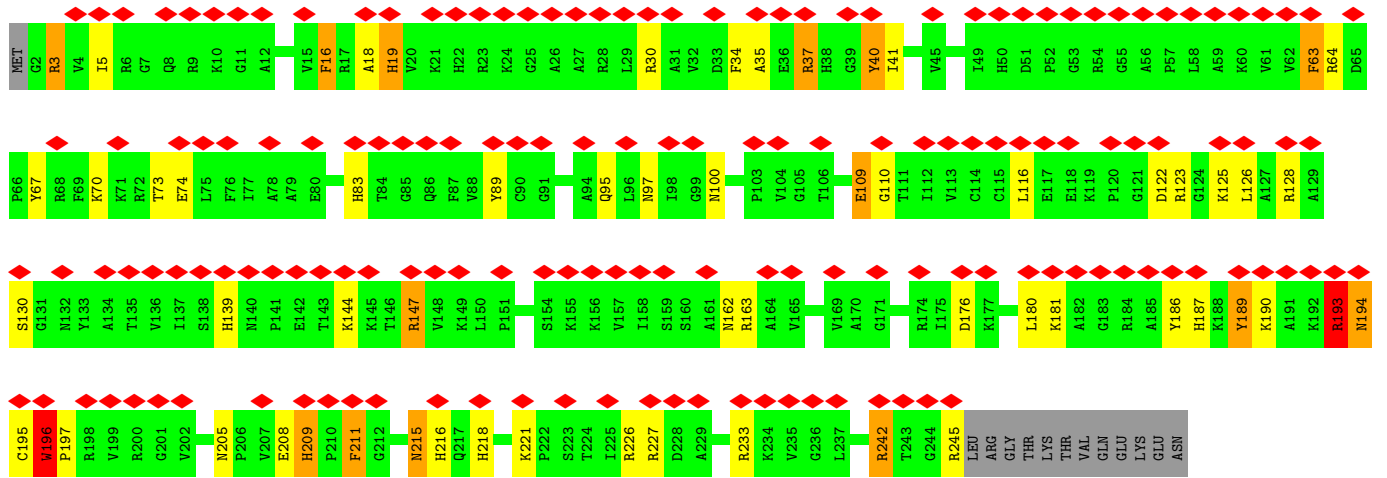 MET G2 R3 V4 I5 R6 G7 Q8 R9 K10 G11 A12 V15 F16 R17 A18 H19 V20 K21 H22 R23 K24 G25 A26 A27 R28 L29 R30 A31 V32 D33 F34 A35 E36 R37 H38 G39 Y40 I41 V45 I49 H50 D51 P52 G53 R54 G55 A56 P57 L58 A59 K60 V61 V62 F63 R64 D65
P66 Y67 R68 F69 K70 K71 R72 T73 E74 L75 F76 I77 A78 A79 E80 H83 T84 G85 Q86 F87 V88 Y89 C90 G91 A94 Q95 L96 N97 I98 G99 N100 P103 V104 G105 T106 E109 G110 T111 I112 V113 C114 C115 L116 E117 E118 K119 P120 G121 D122 R123 G124 K125 L126 A127 R128 A129
S130 G131 N132 Y133 A134 T135 V136 I137 S138 H139 N140 P141 E142 T143 K144 K145 T146 R147 V148 K149 L150 P151 S154 K155 K156 V157 I158 S159 S160 A161 N162 R163 A164 V165 V169 A170 G171 R174 I175 D176 K177 L180 K181 A182 G183 R184 A185 Y186 H187 K188 Y189 K190 A191 K192 R193 N194
C195 W196 P197 R198 V199 R200 G201 V202 N205 P206 V207 E208 H209 P210 F211 G212 N215 H216 Q217 H218 K221 P222 S223 T224 I225 R226 R227 D228 A229 R233 K234 V235 G236 L237 R242 T243 G244 R245 LEU ARG GLY THR LYS THR VAL GLN GLU LYS GLU ASN